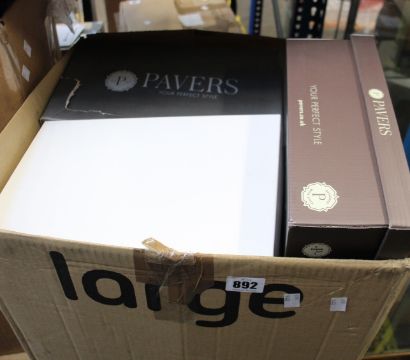 P
PAVERS
YOUR PERFECT STYLE
PAVERS
YOUR PERFECT STYLE
pavers.co.uk
P
P
large
892